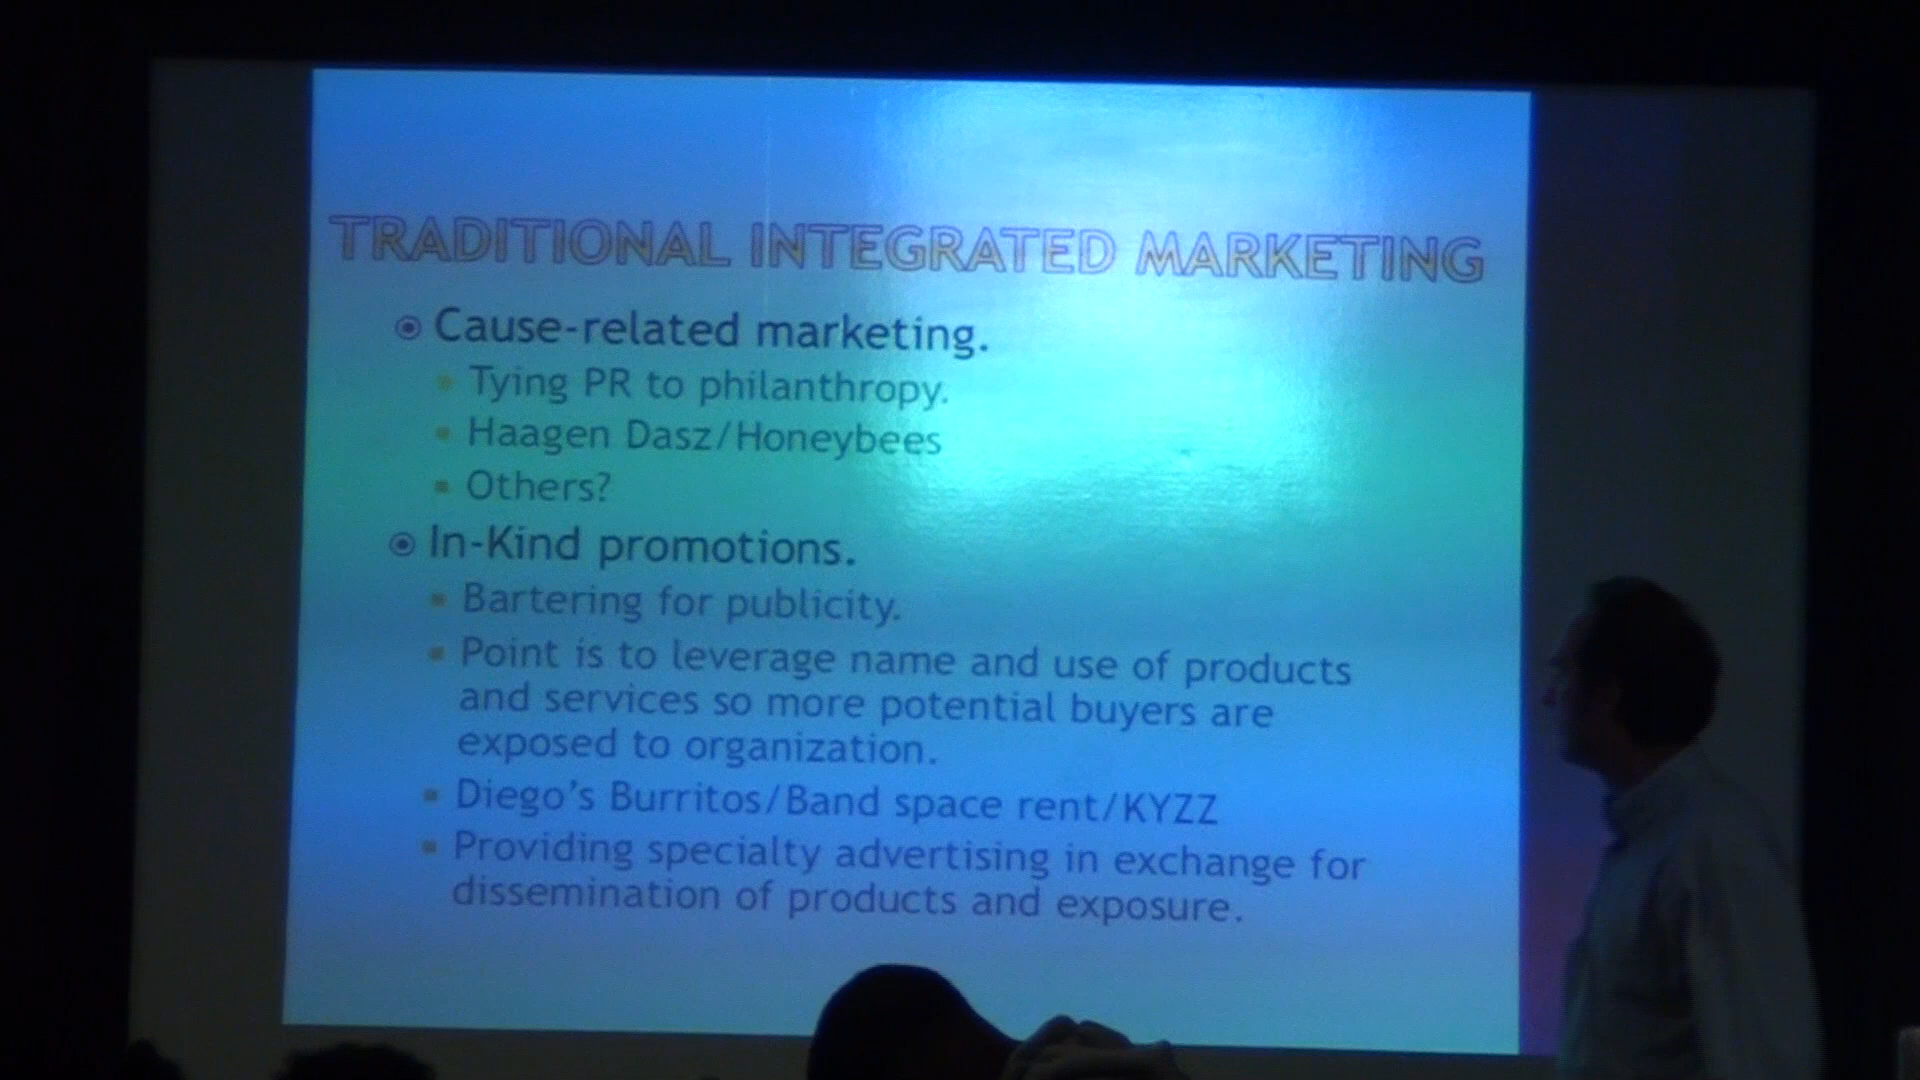 TRADITIONAL INTEGRATED MARKETING
Cause-related marketing.
Tying PR to philanthropy.
Haagen Dasz/Honeybees
Others?
In-Kind promotions.
Bartering for publicity.
Point is to leverage name and use of products
and services so more potential buyers are
exposed to organization.
Diego's Burritos/Band space rent/KYZZ
Providing specialty advertising in exchange for
dissemination of products and exposure.